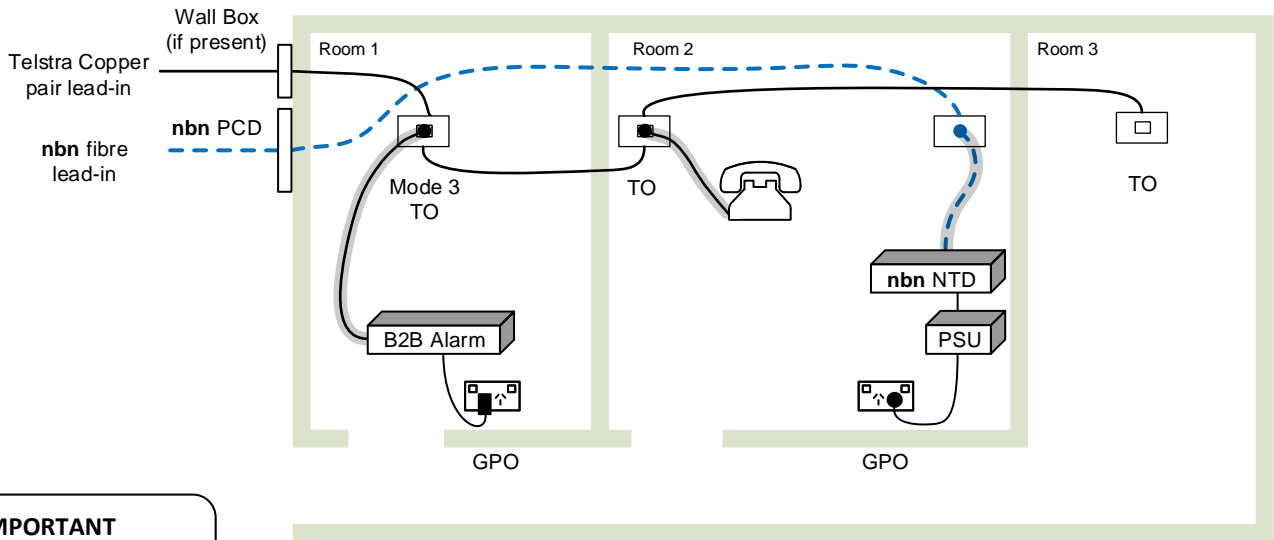 Wall Box
(if present)
Telstra Copper
pair lead-in
nbn PCD
nbn fibre
lead-in
Room 1
Room 2
Room 3
Mode 3
TO
TO
TO
nbn NTD
B2B Alarm
PSU
GPO
GPO
MPORTANT